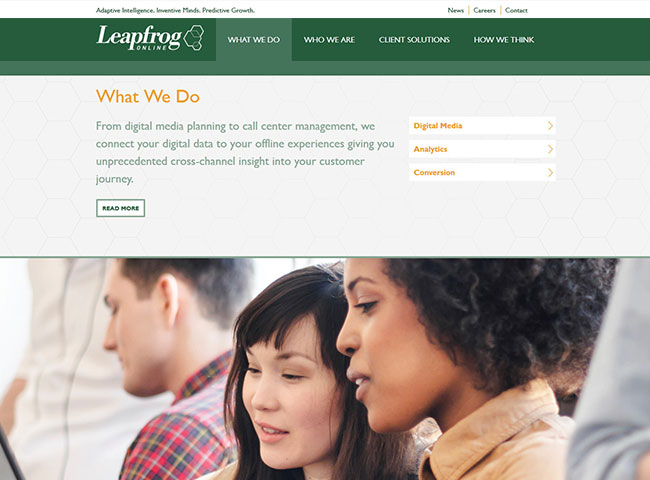 Adaptive Intelligence, Inventive Minds, Predictive Growth,
News
Careers
Contact
Leapfrog
ONLINE
WHAT WE DO
WHO WE ARE
CLIENT SOLUTIONS
HOW WE THINK
What We Do
From digital media planning to call center management, we
connect your digital data to your offline experiences giving you
unprecedented cross-channel insight into your customer
journey.
READ MORE
Digital Media
Analytics
Conversion